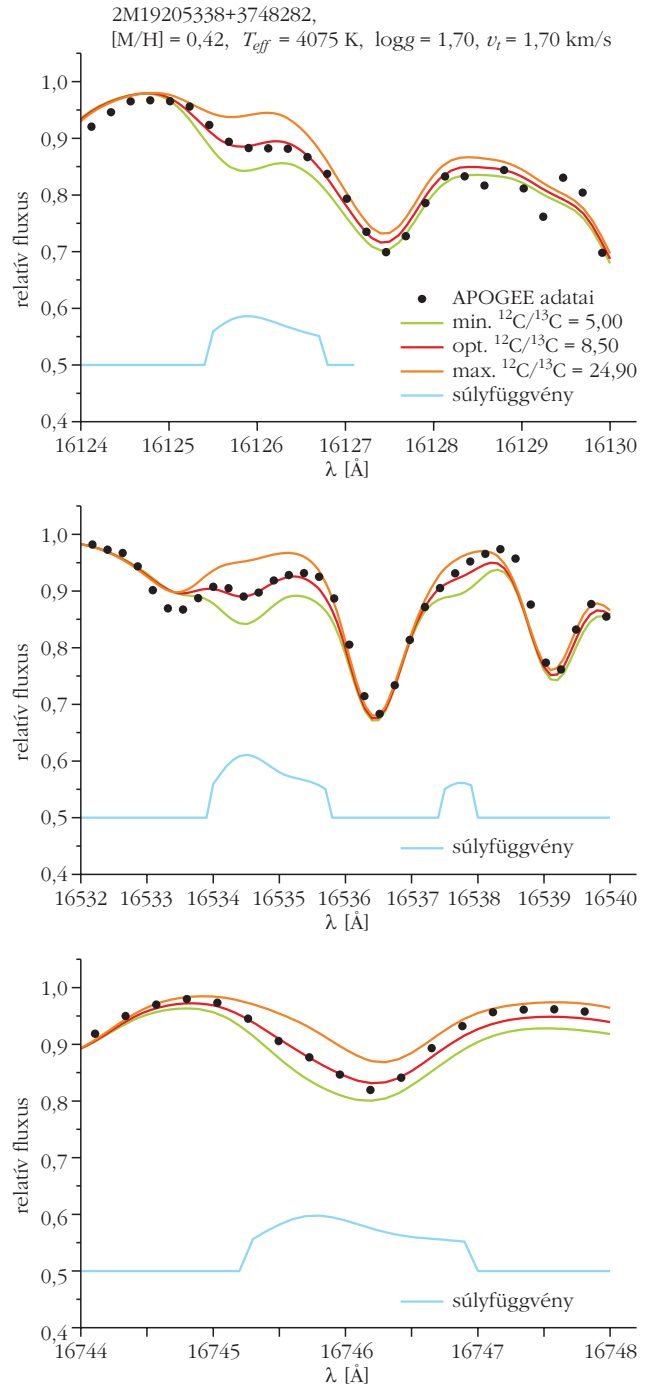 2M19205338+3748282,
[M/H] = 0,42, T_eff = 4075 K, logg = 1,70, v_t = 1,70 km/s
1,0
0,9
0,8
0,7
0,6
0,5
0,4
relatív fluxus
APOGEE adatai
min. ¹²C/¹³C = 5,00
opt. ¹²C/¹³C = 8,50
max. ¹²C/¹³C = 24,90
súlyfüggvény
16124 16125 16126 16127 16128 16129 16130
λ [Å]
1,0
0,9
0,8
0,7
0,6
0,5
0,4
relatív fluxus
súlyfüggvény
16532 16533 16534 16535 16536 16537 16538 16539 16540
λ [Å]
1,0
0,9
0,8
0,7
0,6
0,5
0,4
relatív fluxus
súlyfüggvény
16744 16745 16746 16747 16748
λ [Å]